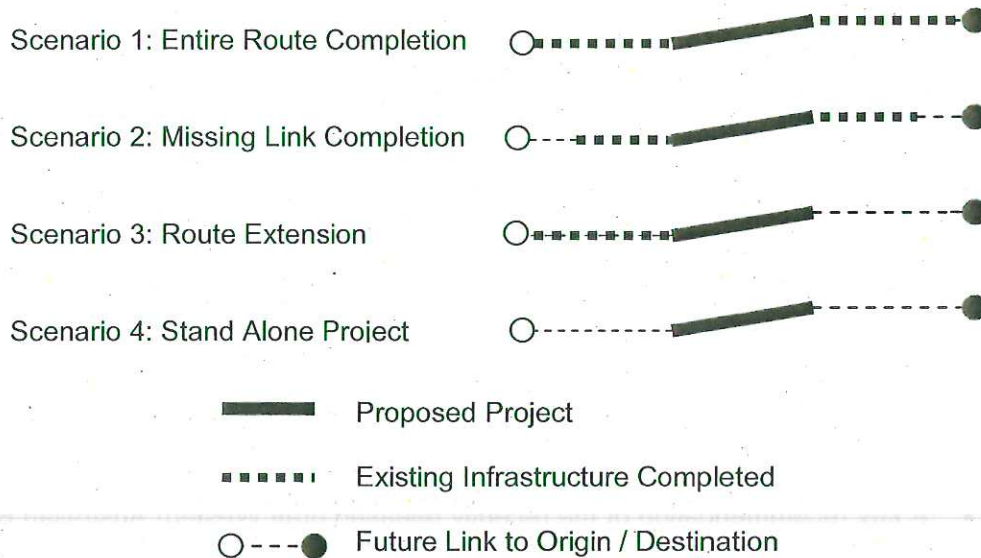 Scenario 1: Entire Route Completion
Scenario 2: Missing Link Completion
Scenario 3: Route Extension
Scenario 4: Stand Alone Project
Proposed Project
Existing Infrastructure Completed
Future Link to Origin / Destination